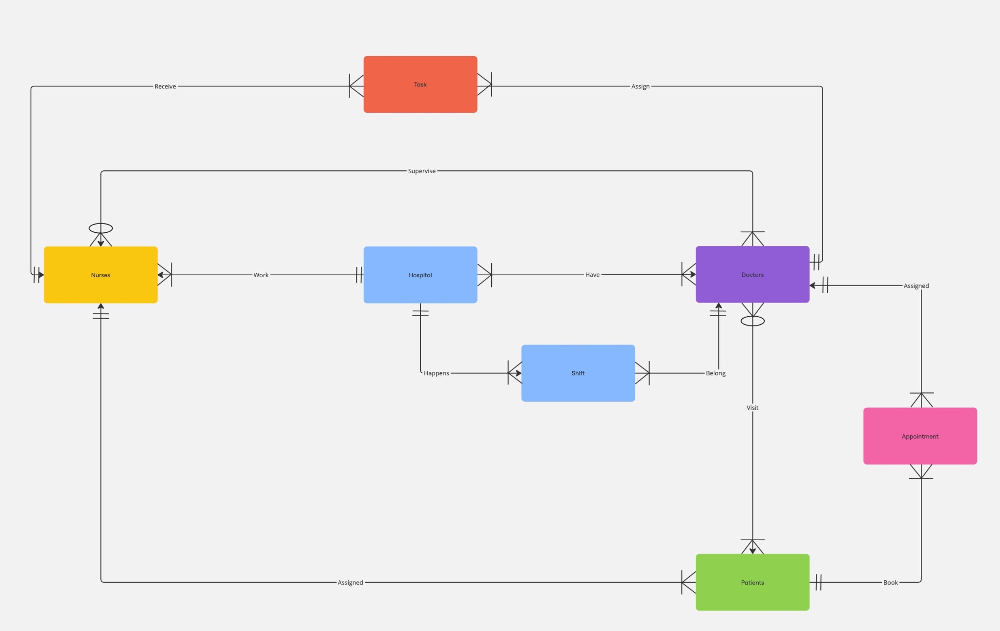 Task
Receive
Assign
Supervise
Nurses
Work
Hospital
Have
Doctors
Assigned
Happens
Shift
Belong
Visit
Appointment
Assigned
Patients
Book